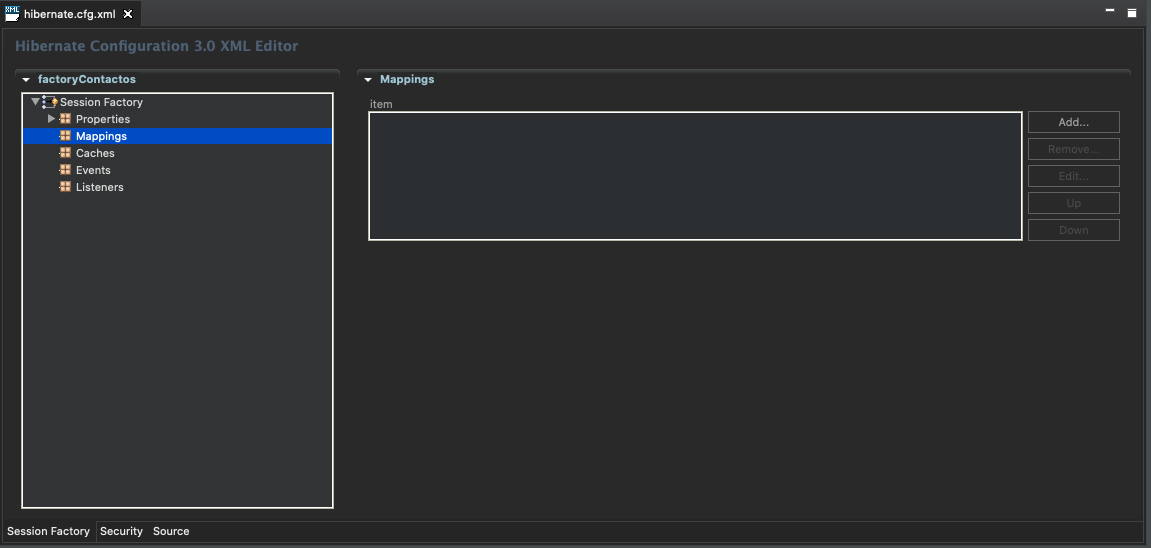 XML hibernate.cfg.xml
Hibernate Configuration 3.0 XML Editor
factoryContactos
Session Factory
Properties
Mappings
Caches
Events
Listeners
Mappings
item
Add...
Remove...
Edit...
Up
Down
Session Factory Security Source